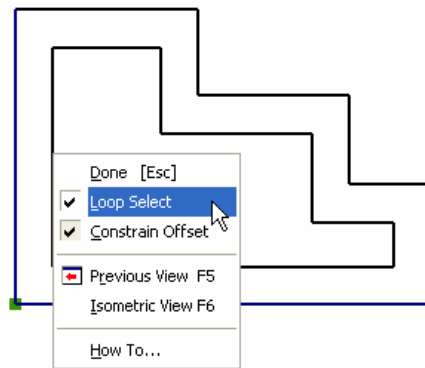 Done [Esc]
Loop Select
Constrain Offset
Previous View F5
Isometric View F6
How To...